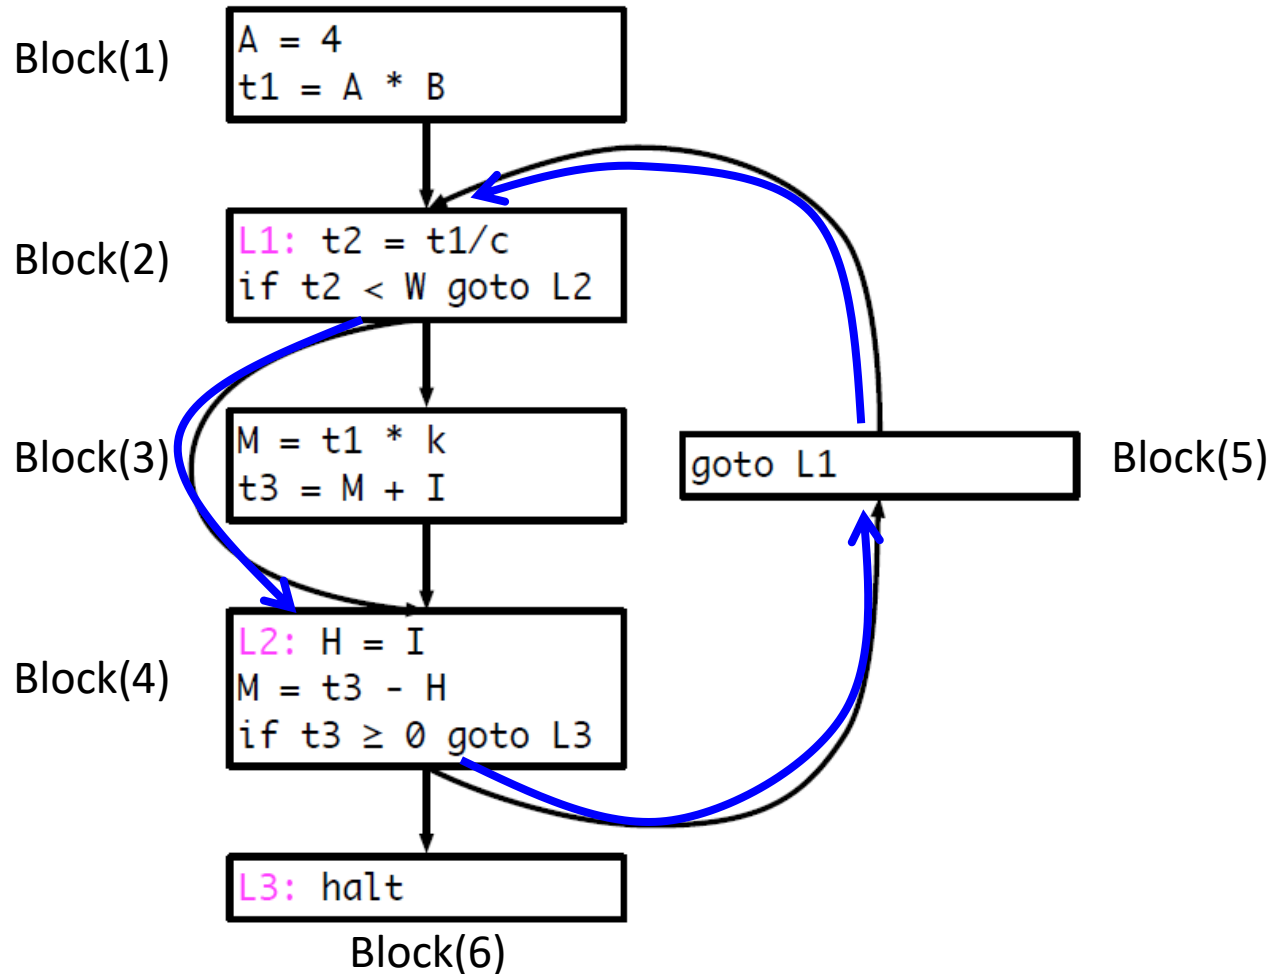 Block(1)
A = 4
t1 = A * B
Block(2)
L1: t2 = t1/c
if t2 < W goto L2
Block(3)
M = t1 * k
t3 = M + I
goto L1
Block(5)
Block(4)
L2: H = I
M = t3 - H
if t3 ≥ 0 goto L3
L3: halt
Block(6)